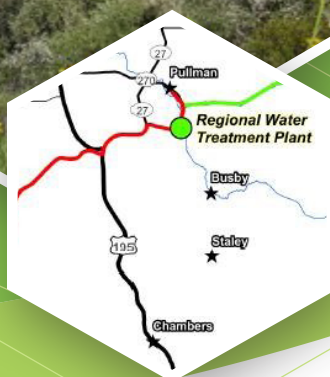 27
270
Pullman
27
Regional Water
Treatment Plant
Busby
195
Staley
Chambers